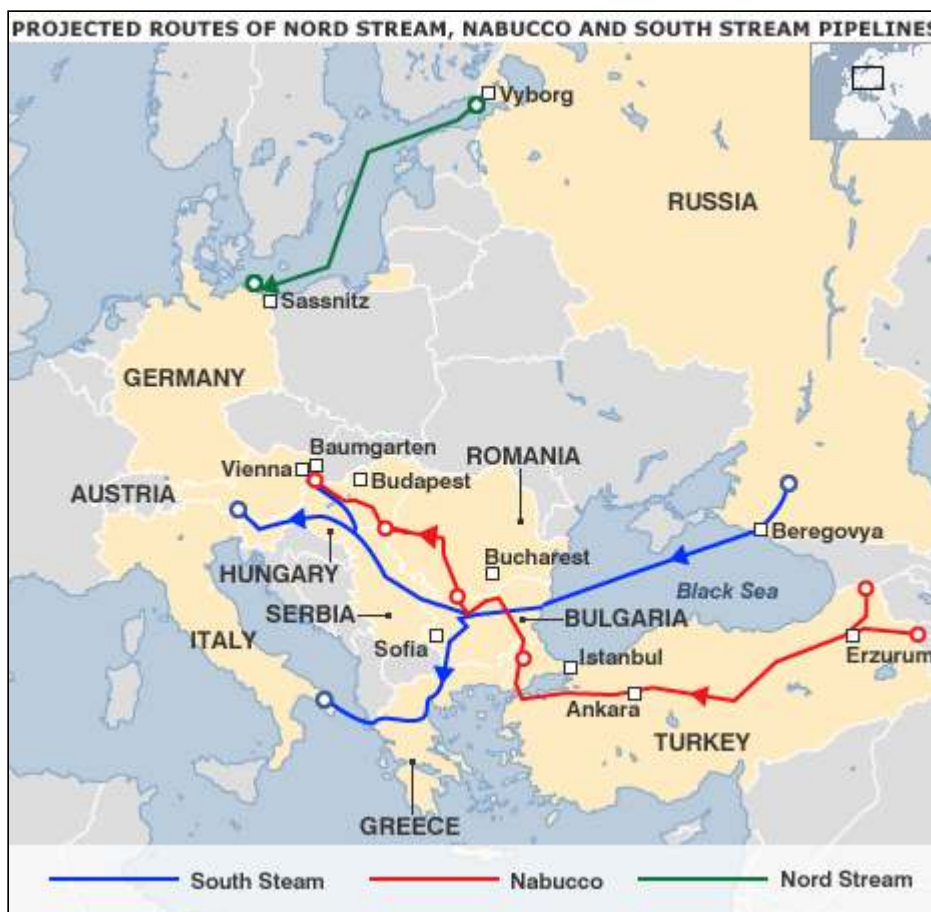 PROJECTED ROUTES OF NORD STREAM, NABUCCO AND SOUTH STREAM PIPELINES
Vyborg
RUSSIA
Sassnitz
GERMANY
Baumgarten
ROMANIA
Vienna
Budapest
AUSTRIA
Beregovya
Bucharest
HUNGARY
Black Sea
SERBIA
BULGARIA
ITALY
Sofia
Istanbul
Erzurum
Ankara
TURKEY
GREECE
South Steam
Nabucco
Nord Stream